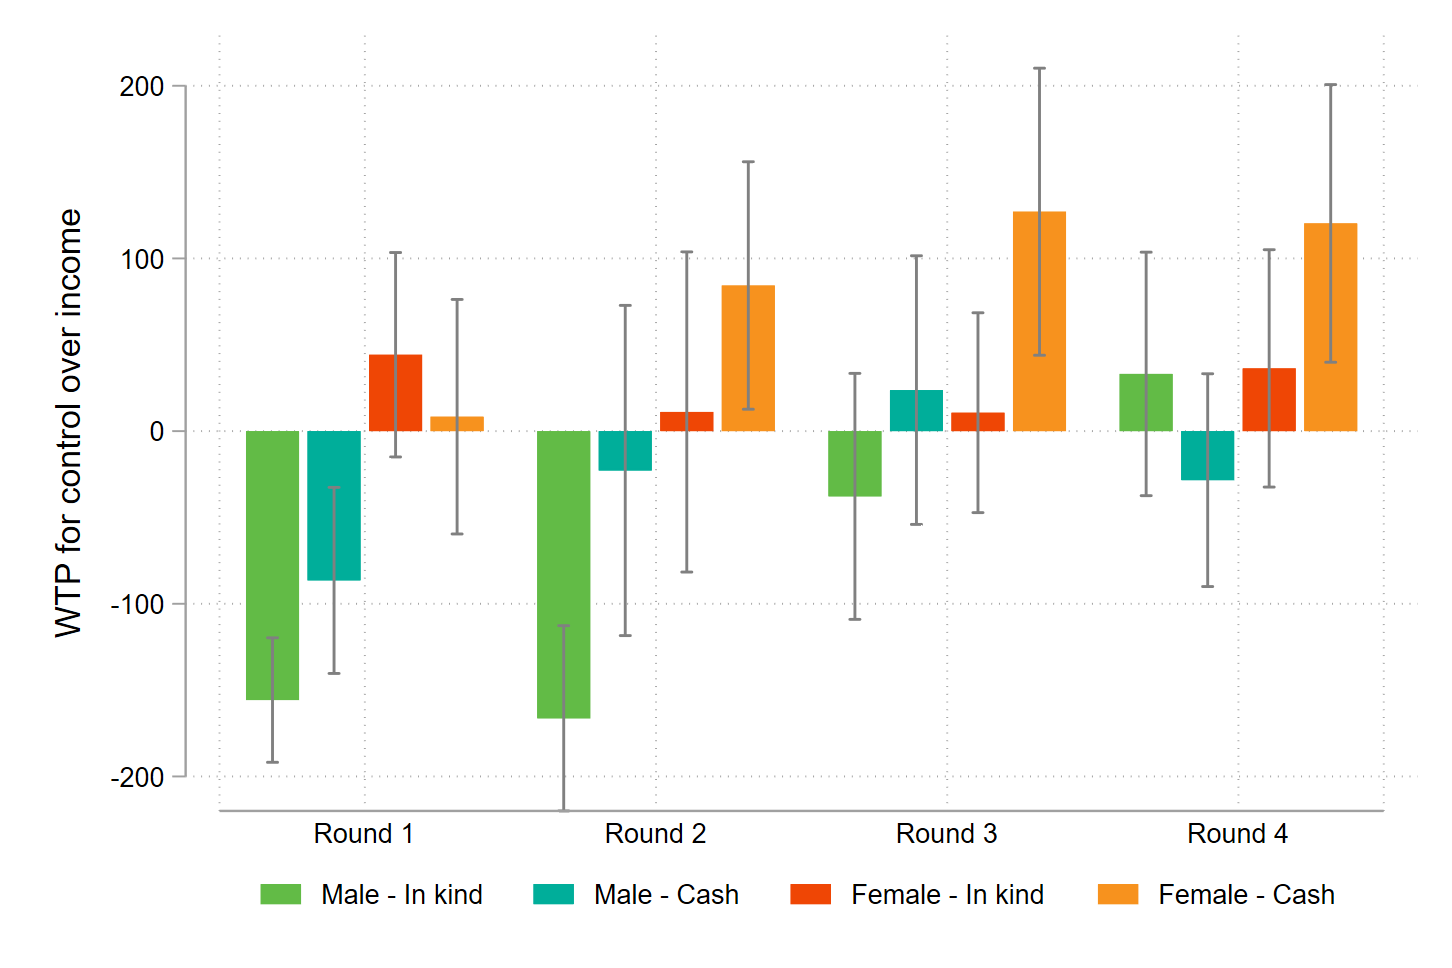 WTP for control over income
200
100
0
-100
-200
Round 1 Round 2 Round 3 Round 4
Male - In kind Male - Cash Female - In kind Female - Cash